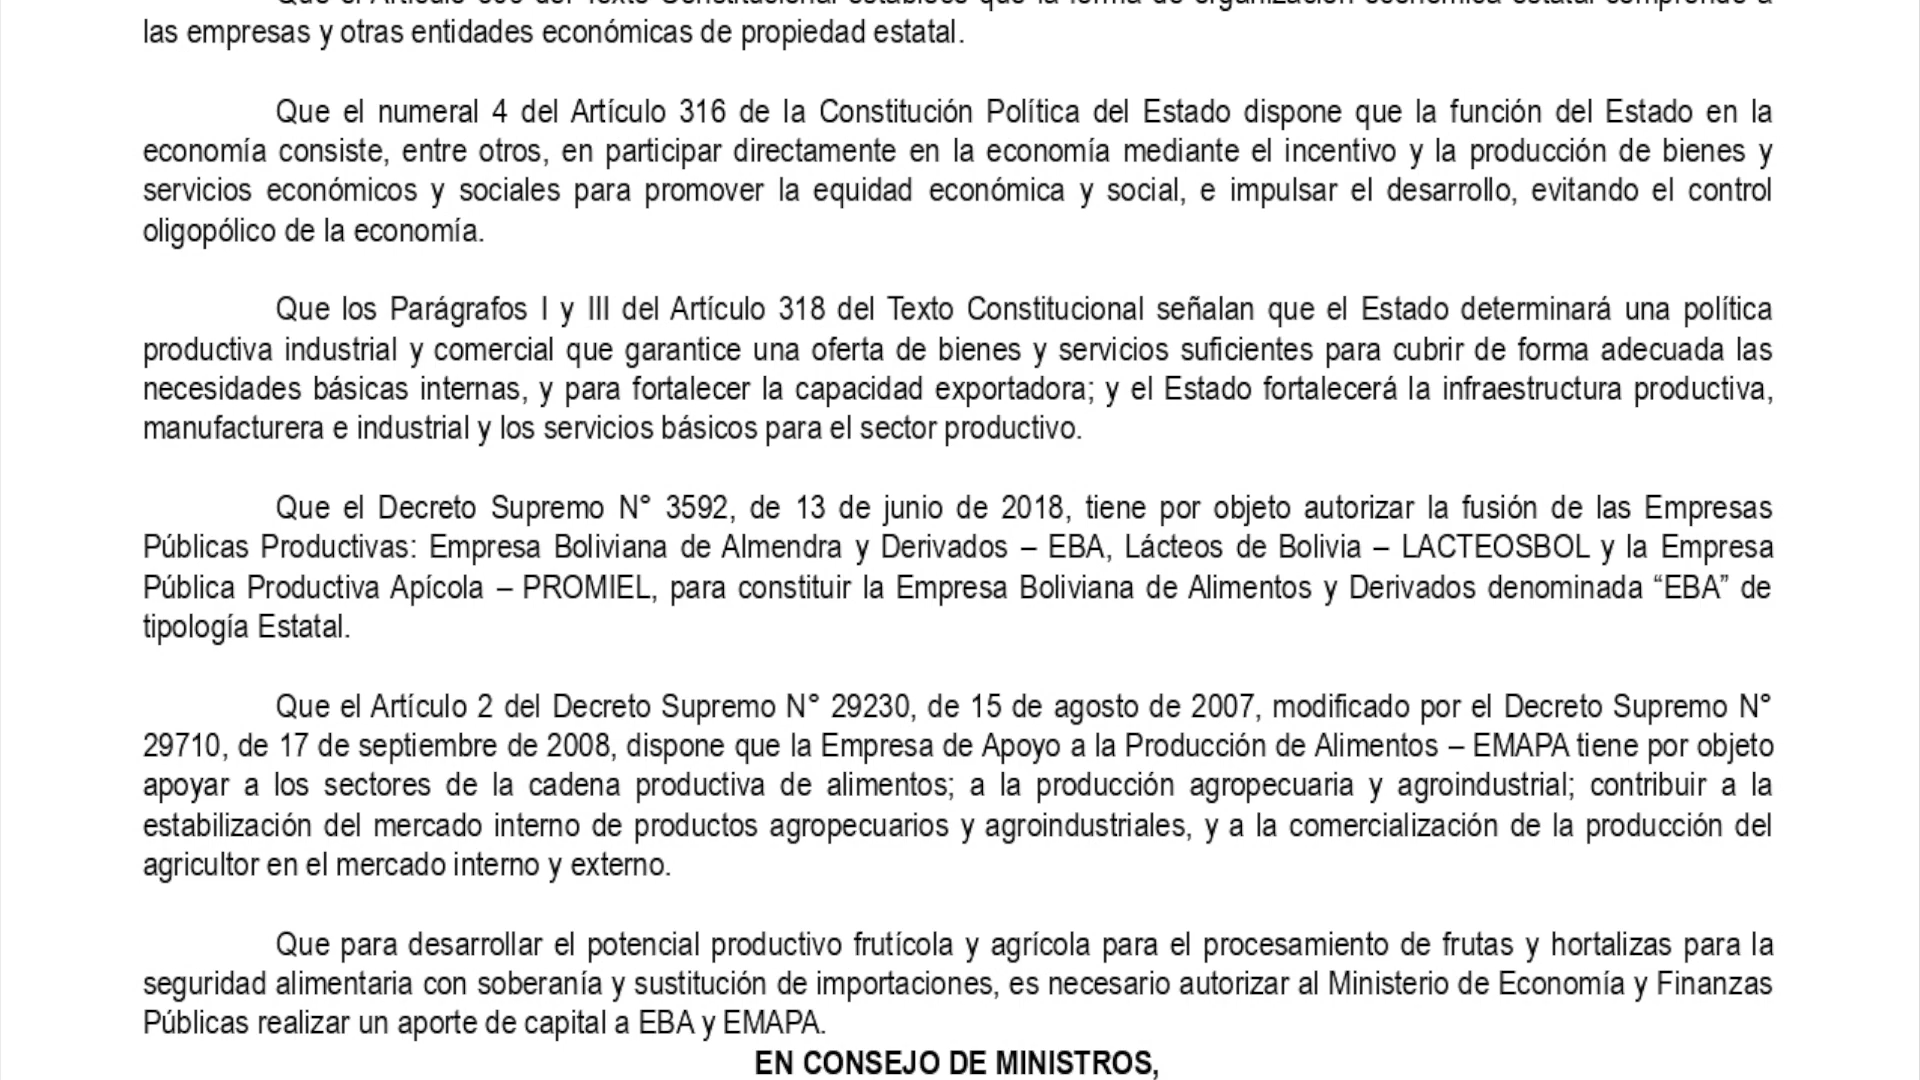 las empresas y otras entidades económicas de propiedad estatal.
Que el numeral 4 del Artículo 316 de la Constitución Política del Estado dispone que la función del Estado en la
economía consiste, entre otros, en participar directamente en la economía mediante el incentivo y la producción de bienes y
servicios económicos y sociales para promover la equidad económica y social, e impulsar el desarrollo, evitando el control
oligopólico de la economía.
Que los Parágrafos I y III del Artículo 318 del Texto Constitucional señalan que el Estado determinará una política
productiva industrial y comercial que garantice una oferta de bienes y servicios suficientes para cubrir de forma adecuada las
necesidades básicas internas, y para fortalecer la capacidad exportadora; y el Estado fortalecerá la infraestructura productiva,
manufacturera e industrial y los servicios básicos para el sector productivo.
Que el Decreto Supremo N° 3592, de 13 de junio de 2018, tiene por objeto autorizar la fusión de las Empresas
Públicas Productivas: Empresa Boliviana de Almendra y Derivados – EBA, Lácteos de Bolivia – LACTEOSBOL y la Empresa
Pública Productiva Apícola – PROMIEL, para constituir la Empresa Boliviana de Alimentos y Derivados denominada “EBA” de
tipología Estatal.
Que el Artículo 2 del Decreto Supremo N° 29230, de 15 de agosto de 2007, modificado por el Decreto Supremo N°
29710, de 17 de septiembre de 2008, dispone que la Empresa de Apoyo a la Producción de Alimentos – EMAPA tiene por objeto
apoyar a los sectores de la cadena productiva de alimentos; a la producción agropecuaria y agroindustrial; contribuir a la
estabilización del mercado interno de productos agropecuarios y agroindustriales, y a la comercialización de la producción del
agricultor en el mercado interno y externo.
Que para desarrollar el potencial productivo frutícola y agrícola para el procesamiento de frutas y hortalizas para la
seguridad alimentaria con soberanía y sustitución de importaciones, es necesario autorizar al Ministerio de Economía y Finanzas
Públicas realizar un aporte de capital a EBA y EMAPA.
EN CONSEJO DE MINISTROS,